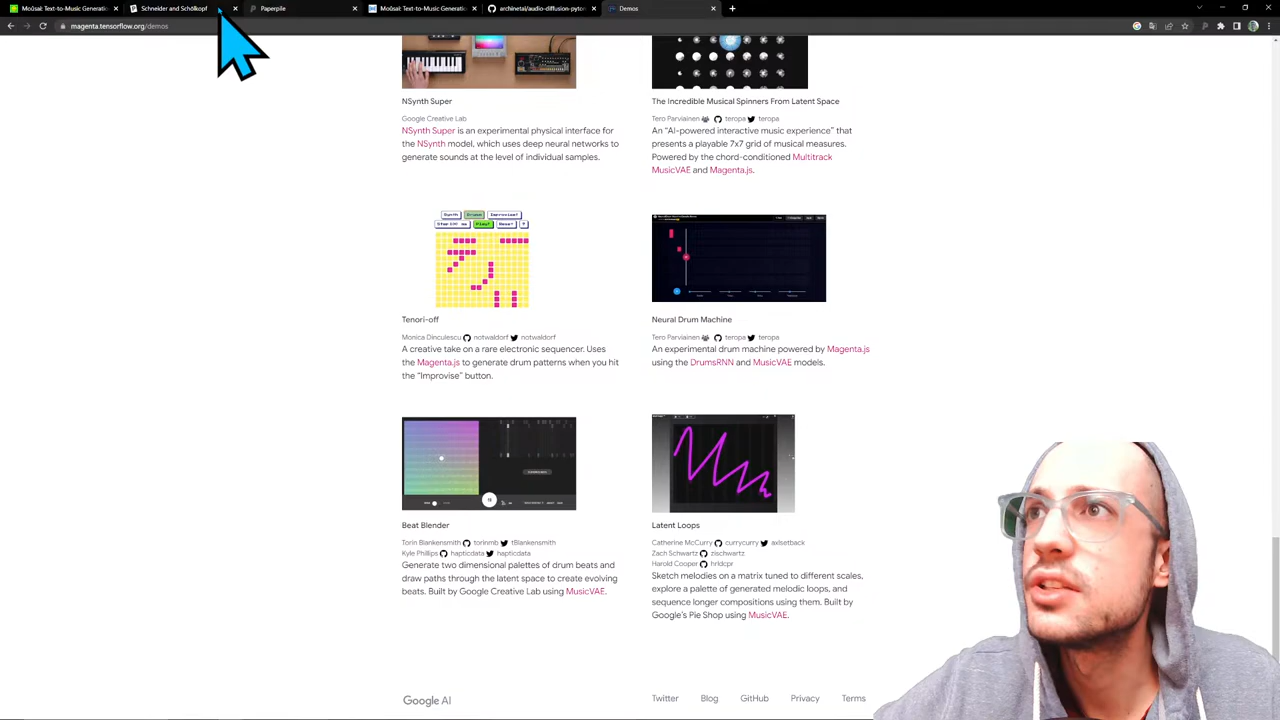 Moûsai: Text-to-Music Generatio
Schneider and Schölkopf
Paperpile
Moûsai: Text-to-Music Generatio
archinetai/audio-diffusion-pytor
Demos
magenta.tensorflow.org/demos
NSynth Super
Google Creative Lab
NSynth Super is an experimental physical interface for
the NSynth model, which uses deep neural networks to
generate sounds at the level of individual samples.
The Incredible Musical Spinners From Latent Space
Tero Parviainen teropa teropa
An “AI-powered interactive music experience” that
presents a playable 7x7 grid of musical measures.
Powered by the chord-conditioned Multitrack
MusicVAE and Magenta.js.
Synth Drums Improvise!
Play! Reset ?
Tenori-off
Monica Dinculescu notwaldorf notwaldorf
A creative take on a rare electronic sequencer. Uses
the Magenta.js to generate drum patterns when you hit
the “Improvise” button.
Neural Drum Machine
Tero Parviainen teropa teropa
An experimental drum machine powered by Magenta.js
using the DrumsRNN and MusicVAE models.
Beat Blender
Torin Blankensmith torinmb tBlankensmith
Kyle Phillips hapticdata hapticdata
Generate two dimensional palettes of drum beats and
draw paths through the latent space to create evolving
beats. Built by Google Creative Lab using MusicVAE.
Latent Loops
Catherine McCurry currycurry axlsetback
Zach Schwartz zischwartz
Harold Cooper hrldcpr
Sketch melodies on a matrix tuned to different scales,
explore a palette of generated melodic loops, and
sequence longer compositions using them. Built by
Google's Pie Shop using MusicVAE.
Google AI
Twitter Blog GitHub Privacy Terms